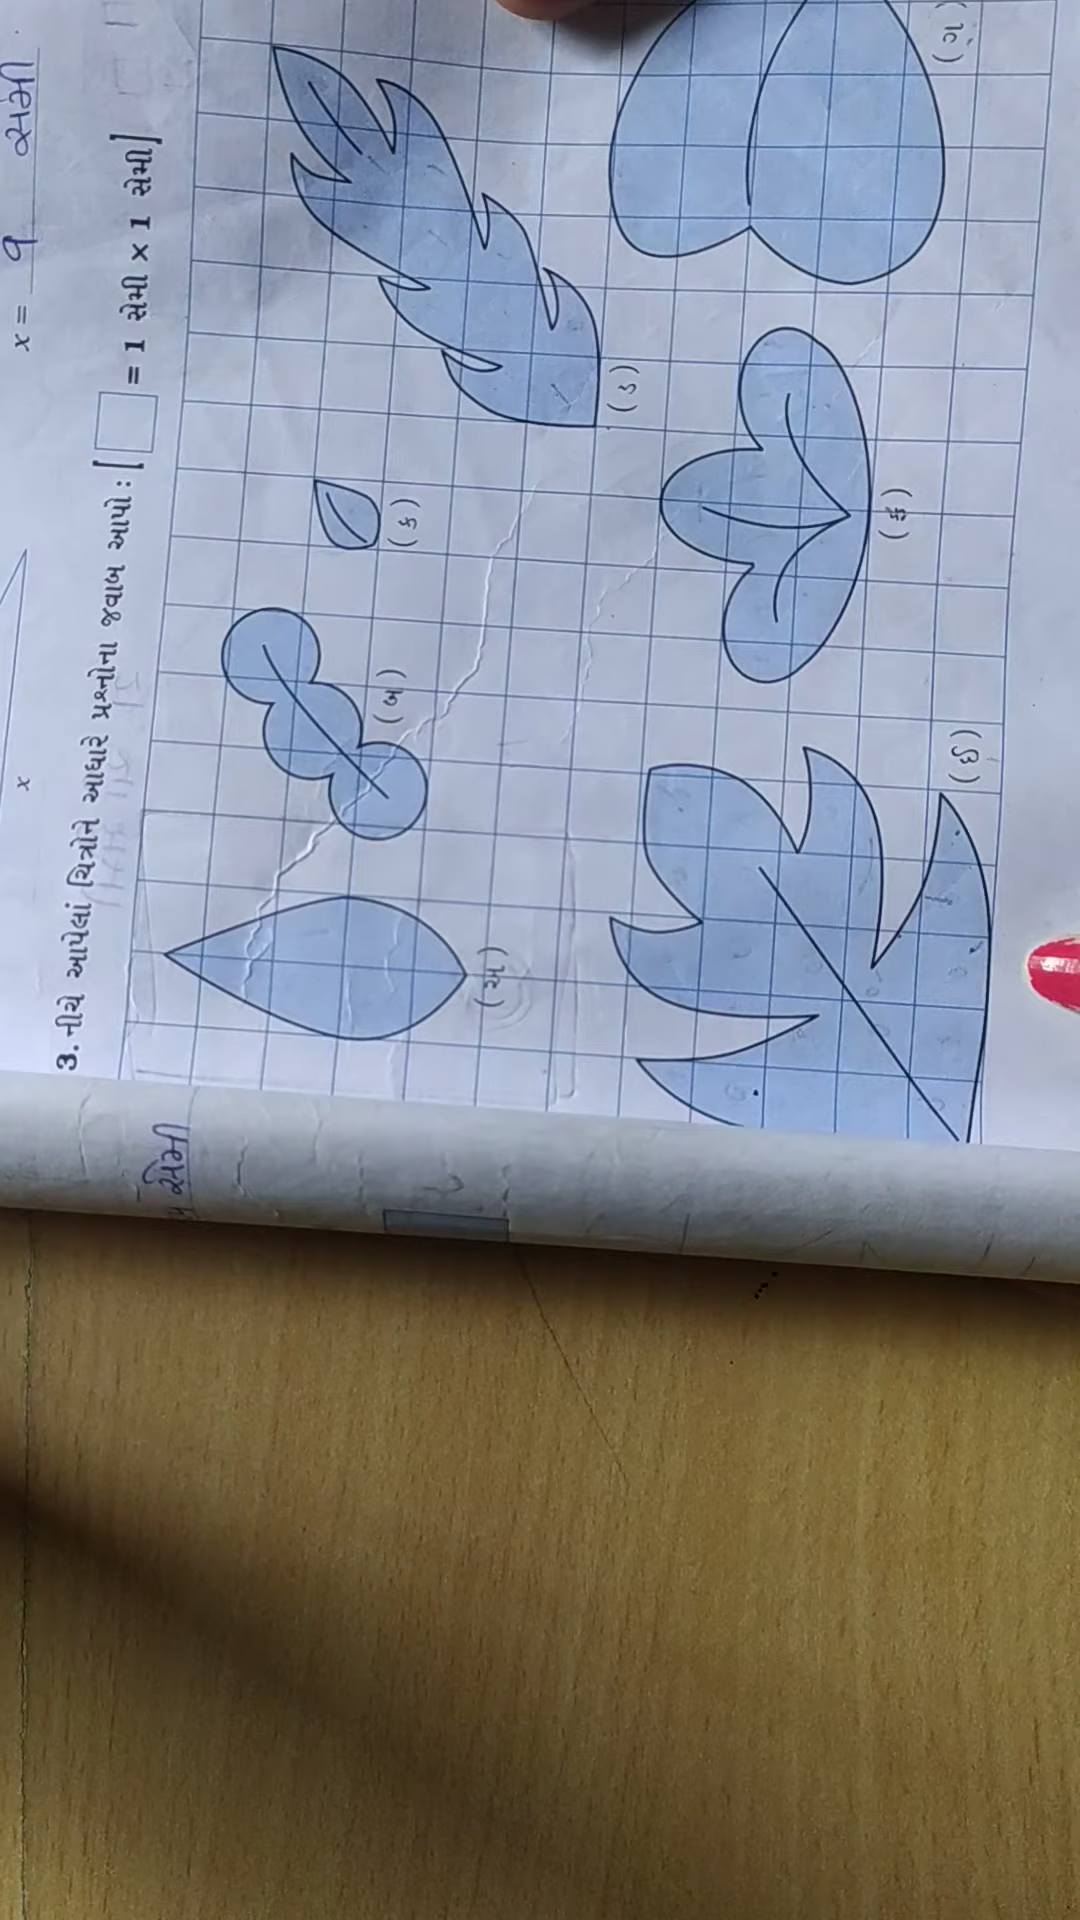 x = 9 સેમી
x
3. નીચે આપેલાં ચિત્રોને આધારે પ્રશ્નોના જવાબ આપો : [ = 1 સેમી × 1 સેમી]
(અ)
(બ)
(ક)
(ડ)
(ઈ)
(ફ)
(ગ)
સેમી